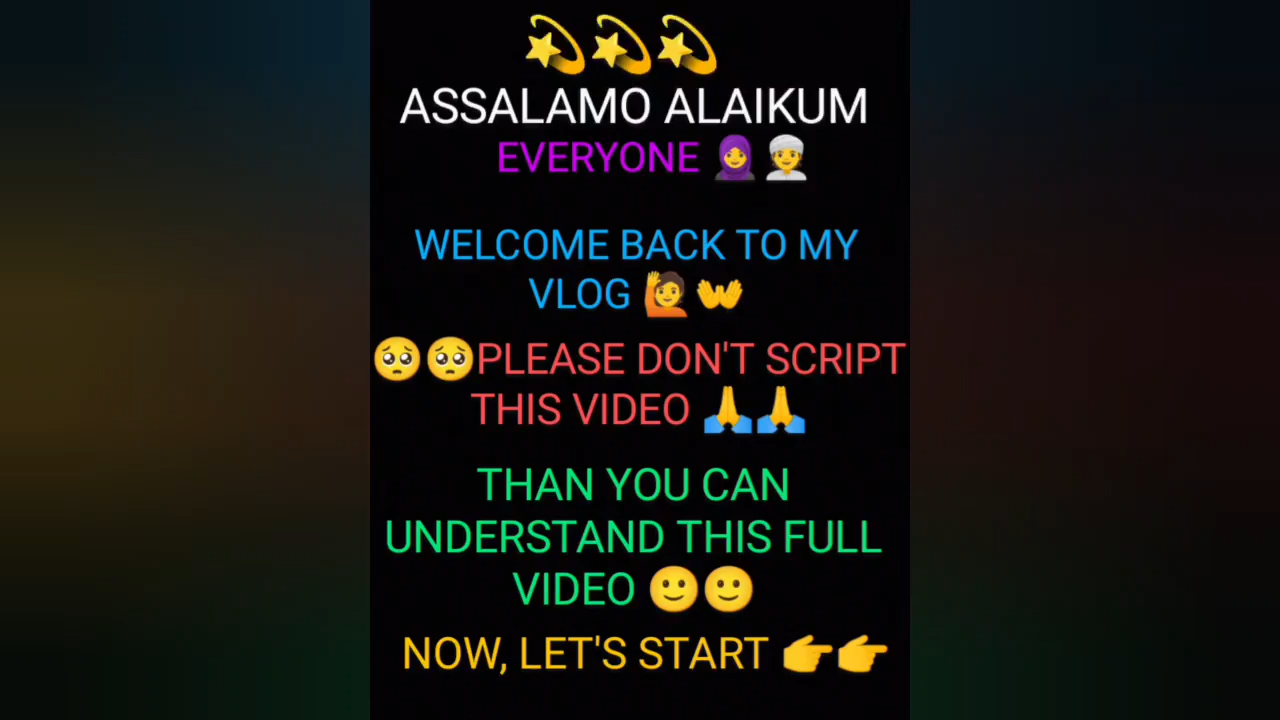 💫💫💫
ASSALAMO ALAIKUM
EVERYONE 🧕👳
WELCOME BACK TO MY
VLOG 🙋👐
🥺🥺PLEASE DON'T SCRIPT
THIS VIDEO 🙏🙏
THAN YOU CAN
UNDERSTAND THIS FULL
VIDEO 🙂🙂
NOW, LET'S START 👉👉